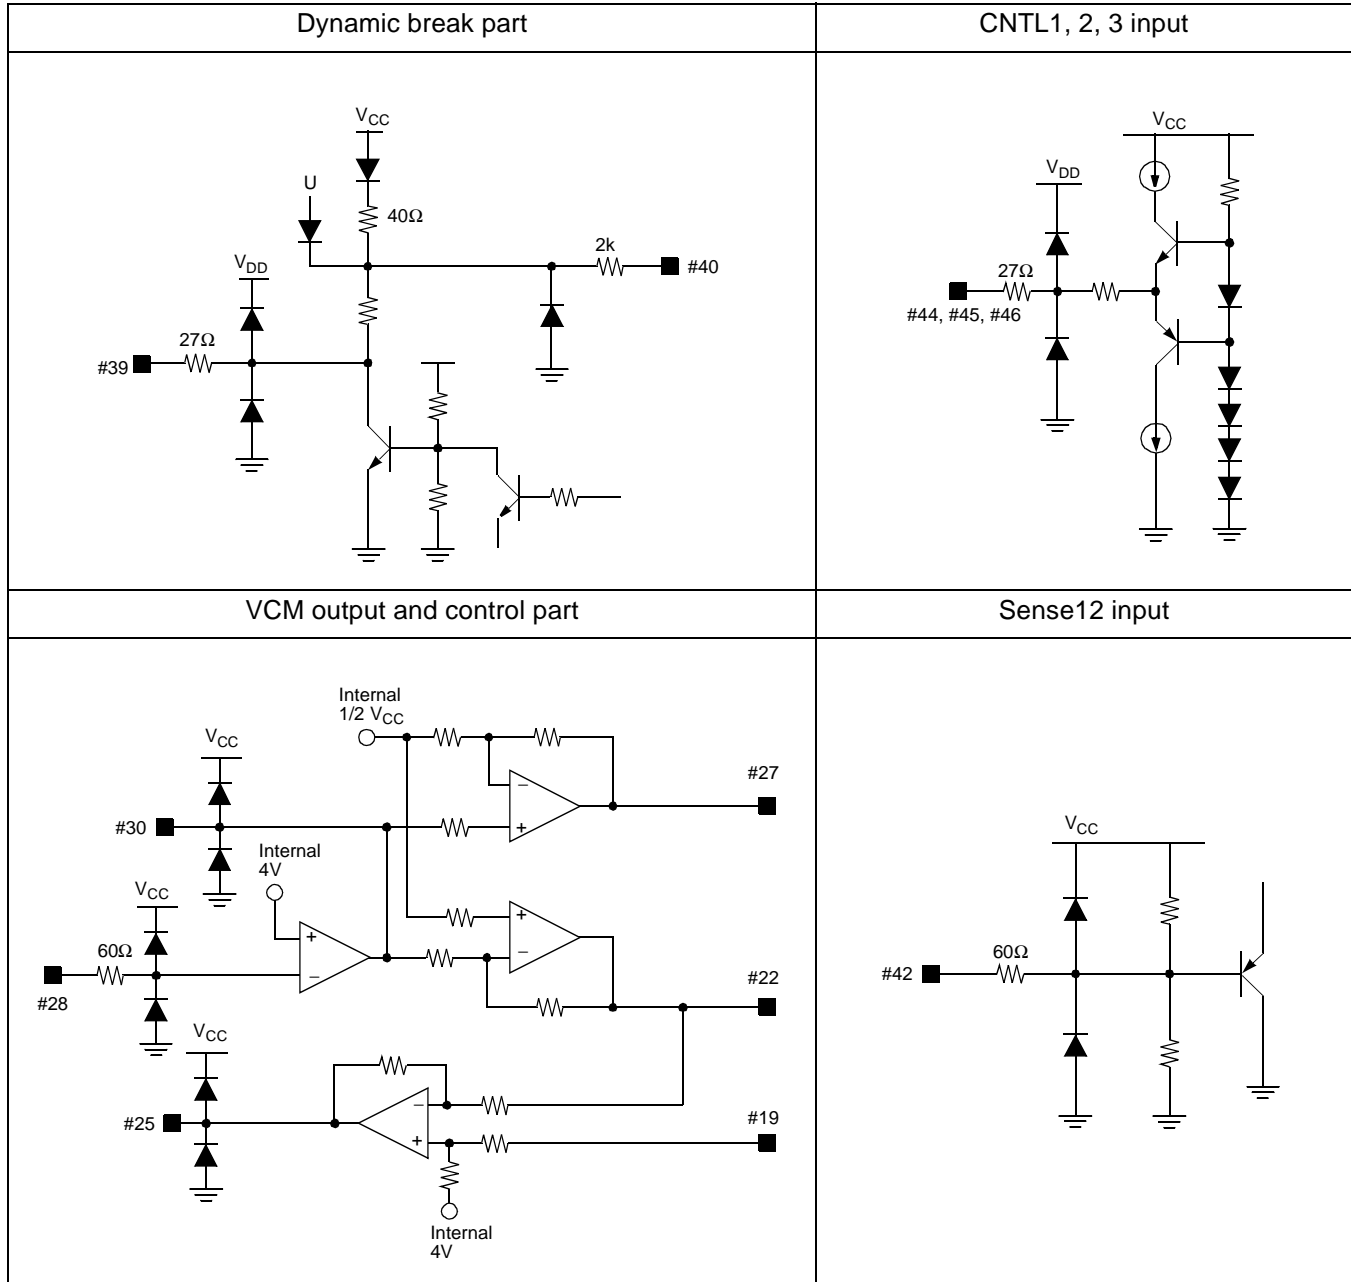 Dynamic break part
CNTL1, 2, 3 input
VCC
U
40Ω
VDD
2k
#40
27Ω
#39
VCC
VDD
27Ω
#44, #45, #46
VCM output and control part
Sense12 input
Internal
1/2 VCC
VCC
#27
#30
Internal
4V
VCC
60Ω
#28
#22
VCC
#25
#19
Internal
4V
+
−
+
−
+
−
−
+
VCC
60Ω
#42